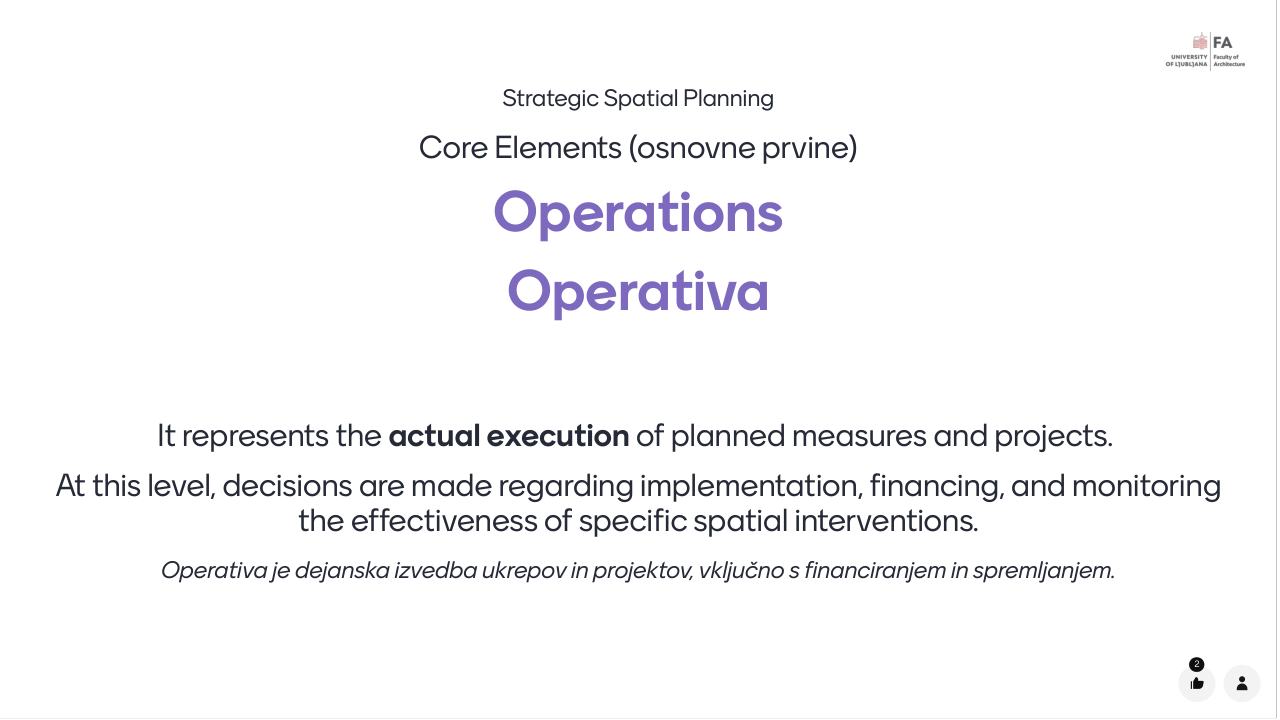 UNIVERSITY
OF LJUBLJANA
FA
Faculty of
Architecture
Strategic Spatial Planning
Core Elements (osnovne prvine)
Operations
Operativa
It represents the actual execution of planned measures and projects.
At this level, decisions are made regarding implementation, financing, and monitoring
the effectiveness of specific spatial interventions.
Operativa je dejanska izvedba ukrepov in projektov, vključno s financiranjem in spremljanjem.
2